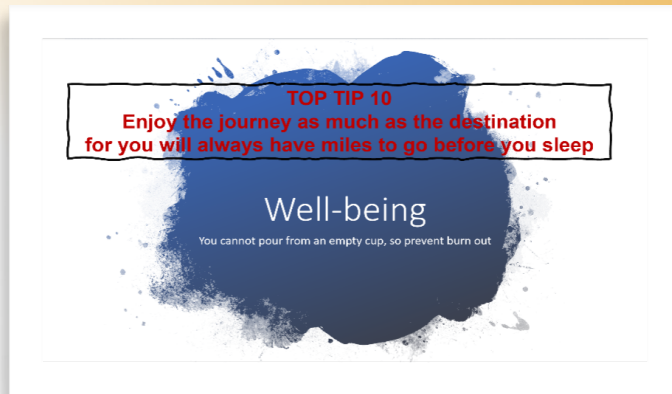 TOP TIP 10
Enjoy the journey as much as the destination
for you will always have miles to go before you sleep
Well-being
You cannot pour from an empty cup, so prevent burn out